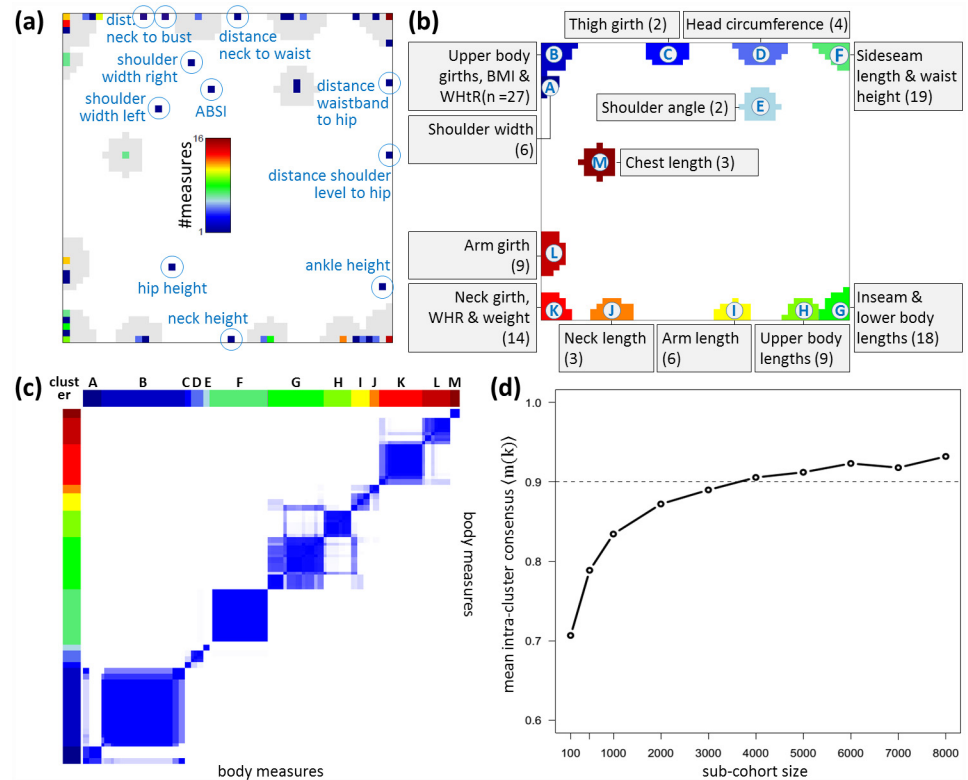 (a)
dist.
neck to bust
distance
neck to waist
shoulder
width right
shoulder
width left
ABSI
distance
waistband
to hip
16
#measures
1
distance shoulder
level to hip
hip height
ankle height
neck height
(b)
Thigh girth (2)
Head circumference (4)
Upper body
girths, BMI &
WHtR(n =27)
Shoulder width
(6)
B
A
C
D
F
Sideseam
length & waist
height (19)
Shoulder angle (2)
E
M
Chest length (3)
Arm girth
(9)
L
Neck girth,
WHR & weight
(14)
K
J
I
H
G
Inseam &
lower body
lengths (18)
Neck length
(3)
Arm length
(6)
Upper body
lengths (9)
(c)
clust
er
A B C D E F G H I J K L M
body measures
body measures
(d)
mean intra-cluster consensus ⟨m(k)⟩
1.0
0.9
0.8
0.7
0.6
100 1000 2000 3000 4000 5000 6000 7000 8000
sub-cohort size